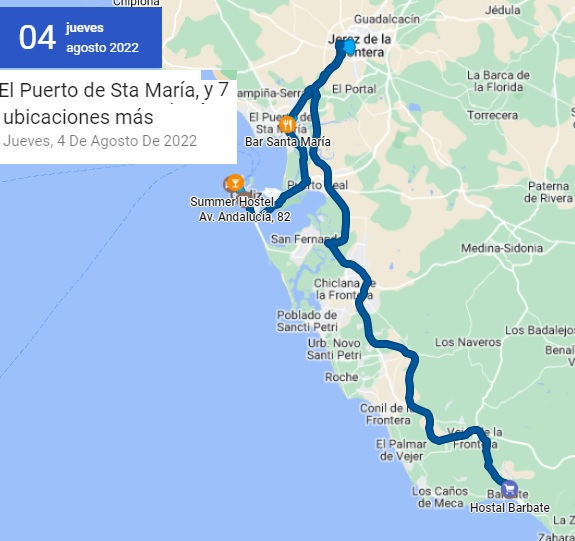 Chipiona
04
jueves
agosto 2022
El Puerto de Sta María, y 7
ubicaciones más
Jueves, 4 De Agosto De 2022
Guadalcacín
Jédula
Jerez de la
Frontera
La Barca de
la Florida
El Portal
Torrecera
El Puerto de
Sta María
Bar Santa María
Puerto Real
Paterna
de Rivera
Summer Hostel
Av. Andalucía, 82
San Fernando
Medina-Sidonia
Chiclana de
la Frontera
Poblado de
Sancti Petri
Los Badalejos
Urb. Novo
Santi Petri
Los Naveros
Roche
Conil de la
Frontera
El Palmar
de Vejer
Vejer de la
Frontera
Los Caños
de Meca
Barbate
Hostal Barbate
La Z
Zahara